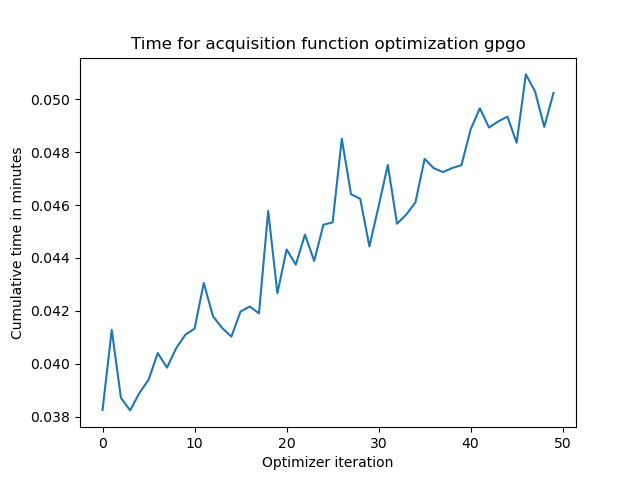 Time for acquisition function optimization gpgo
Cumulative time in minutes
0.050
0.048
0.046
0.044
0.042
0.040
0.038
0 10 20 30 40 50
Optimizer iteration